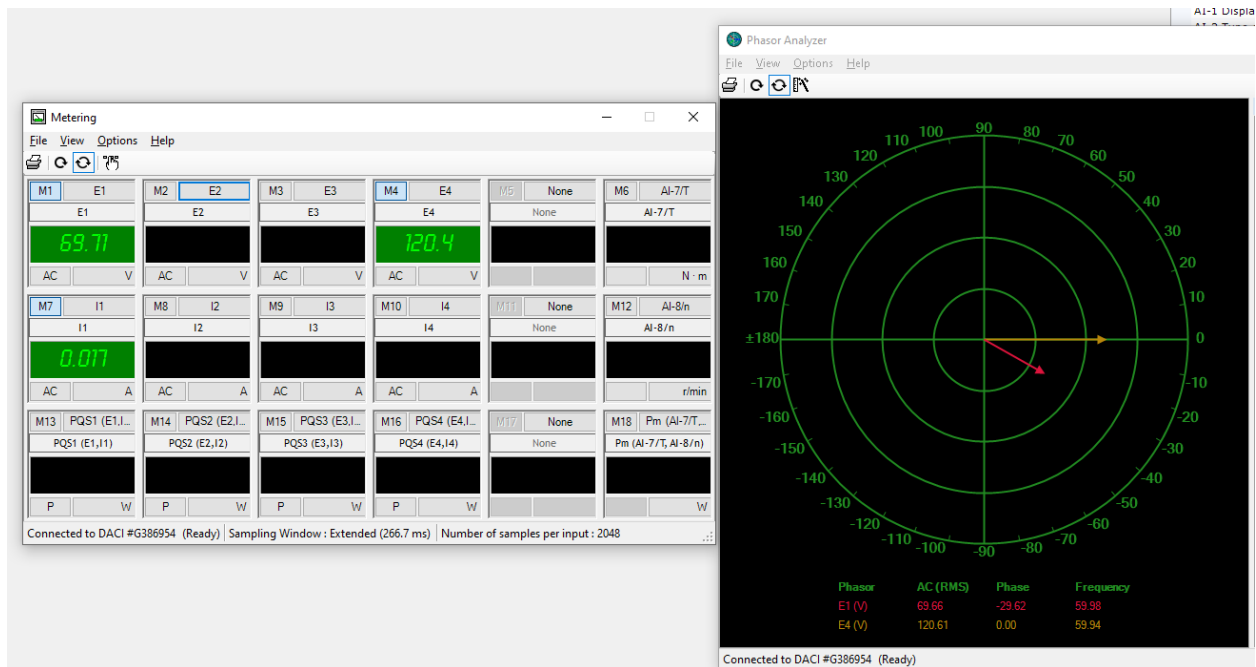 AI-1 Displa
Phasor Analyzer
File View Options Help
Metering
File View Options Help
M1 E1 M2 E2 M3 E3 M4 E4 M5 None M6 AI-7/T
E1 E2 E3 E4 None AI-7/T
69.71 120.4
AC V AC V AC V AC V N·m
M7 I1 M8 I2 M9 I3 M10 I4 M11 None M12 AI-8/n
I1 I2 I3 I4 None AI-8/n
0.017
AC A AC A AC A AC A r/min
M13 PQS1 (E1,I... M14 PQS2 (E2,I... M15 PQS3 (E3,I... M16 PQS4 (E4,I... M17 None M18 Pm (AI-7/T,...
PQS1 (E1,I1) PQS2 (E2,I2) PQS3 (E3,I3) PQS4 (E4,I4) None Pm (AI-7/T, AI-8/n)
P W P W P W P W W
Connected to DACI #G386954 (Ready) Sampling Window : Extended (266.7 ms) Number of samples per input : 2048
90
100 80
110 70
120 60
130 50
140 40
150 30
160 20
170 10
±180 0
-170 -10
-160 -20
-150 -30
-140 -40
-130 -50
-120 -60
-110 -70
-100 -80
-90
Phasor AC (RMS) Phase Frequency
E1 (V) 69.66 -29.62 59.98
E4 (V) 120.61 0.00 59.94
Connected to DACI #G386954 (Ready)